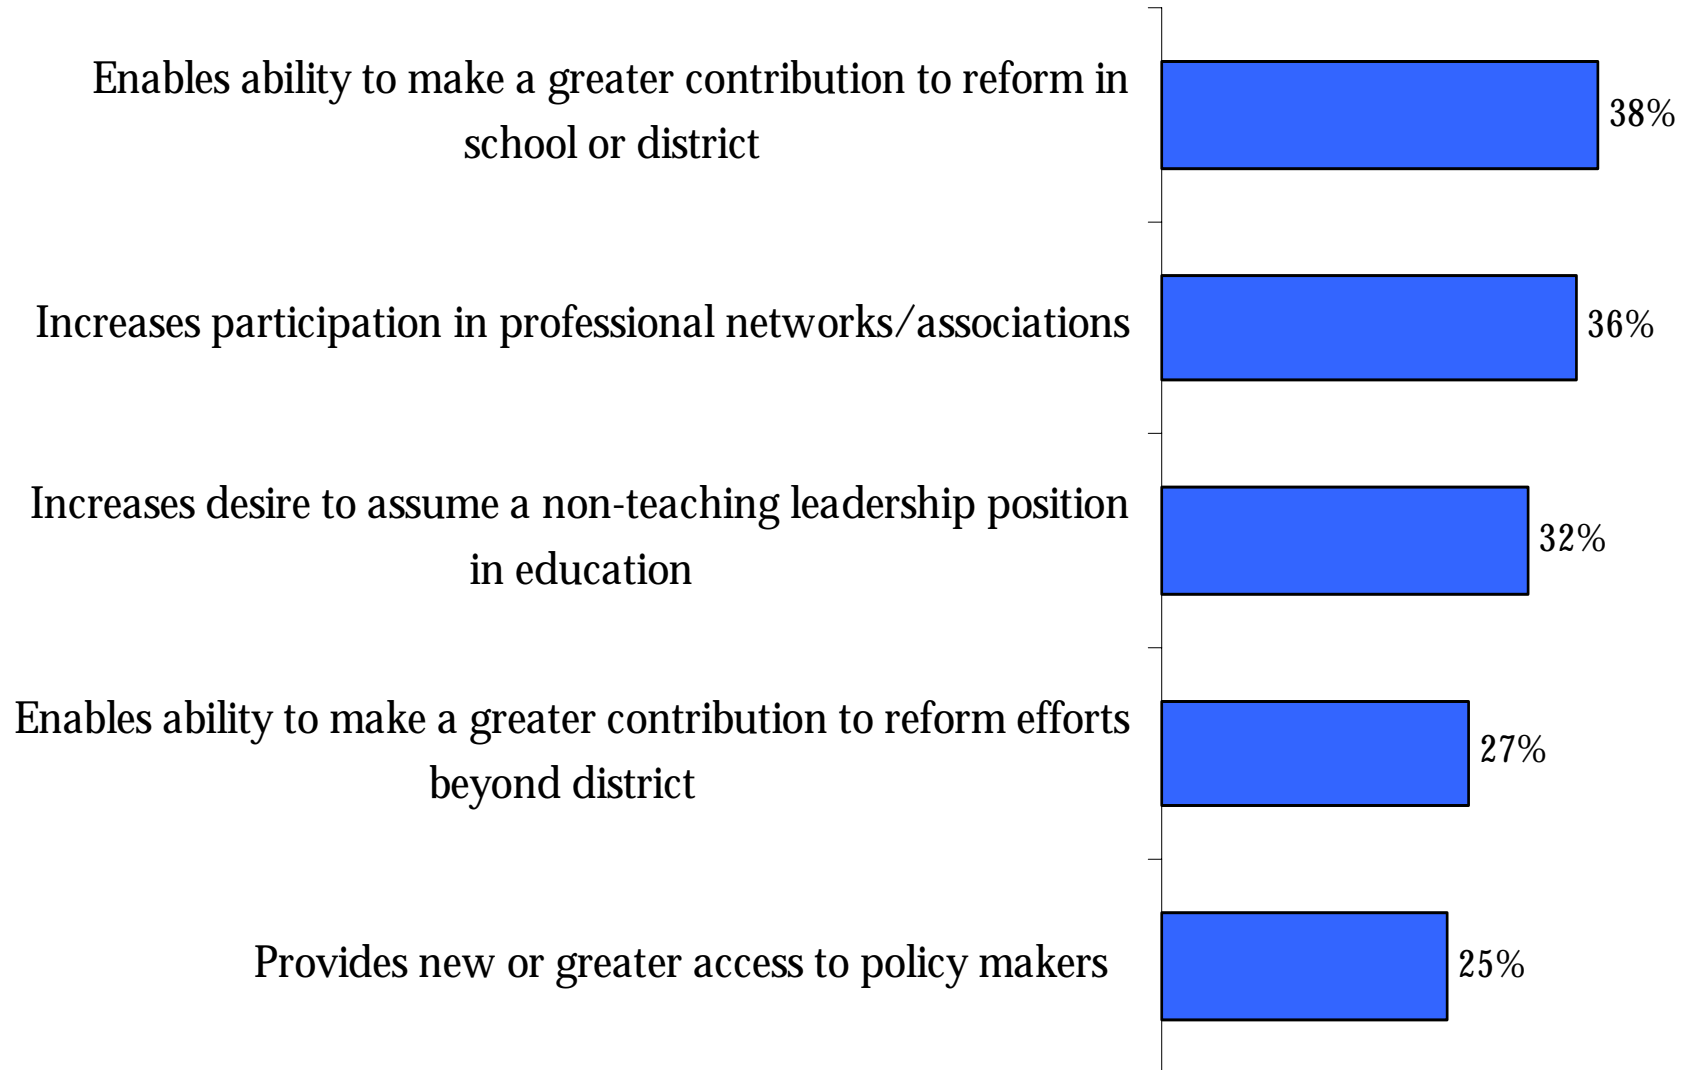 Enables ability to make a greater contribution to reform in
school or district
38%
Increases participation in professional networks/associations
36%
Increases desire to assume a non-teaching leadership position
in education
32%
Enables ability to make a greater contribution to reform efforts
beyond district
27%
Provides new or greater access to policy makers
25%